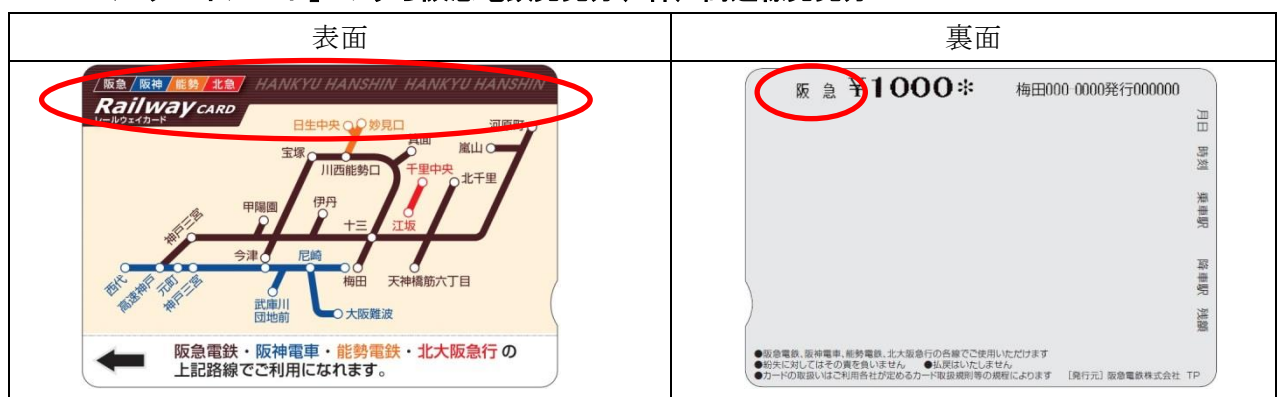 表面
裏面
阪急 阪神 能勢 北急 HANKYU HANSHIN HANKYU HANSHIN
Railway CARD
レールウェイカード
日生中央 妙見口
河原町
箕面
宝塚
嵐山
川西能勢口
千里中央
北千里
甲陽園
伊丹
神戸三宮
十三
江坂
今津
尼崎
西代
高速神戸
元町
神戸三宮
梅田
天神橋筋六丁目
武庫川
団地前
大阪難波
阪急電鉄・阪神電車・能勢電鉄・北大阪急行の
上記路線でご利用になれます。
阪急 ¥1000* 梅田000-0000発行000000
月日 時刻 乗車駅 降車駅 残額
●阪急電鉄、阪神電車、能勢電鉄、北大阪急行の各線でご使用いただけます
●紛失に対してはその責を負いません ●払戻はいたしません
●カードの取扱いはご利用各社が定めるカード取扱規則等の規程によります [発行元] 阪急電鉄株式会社 TP